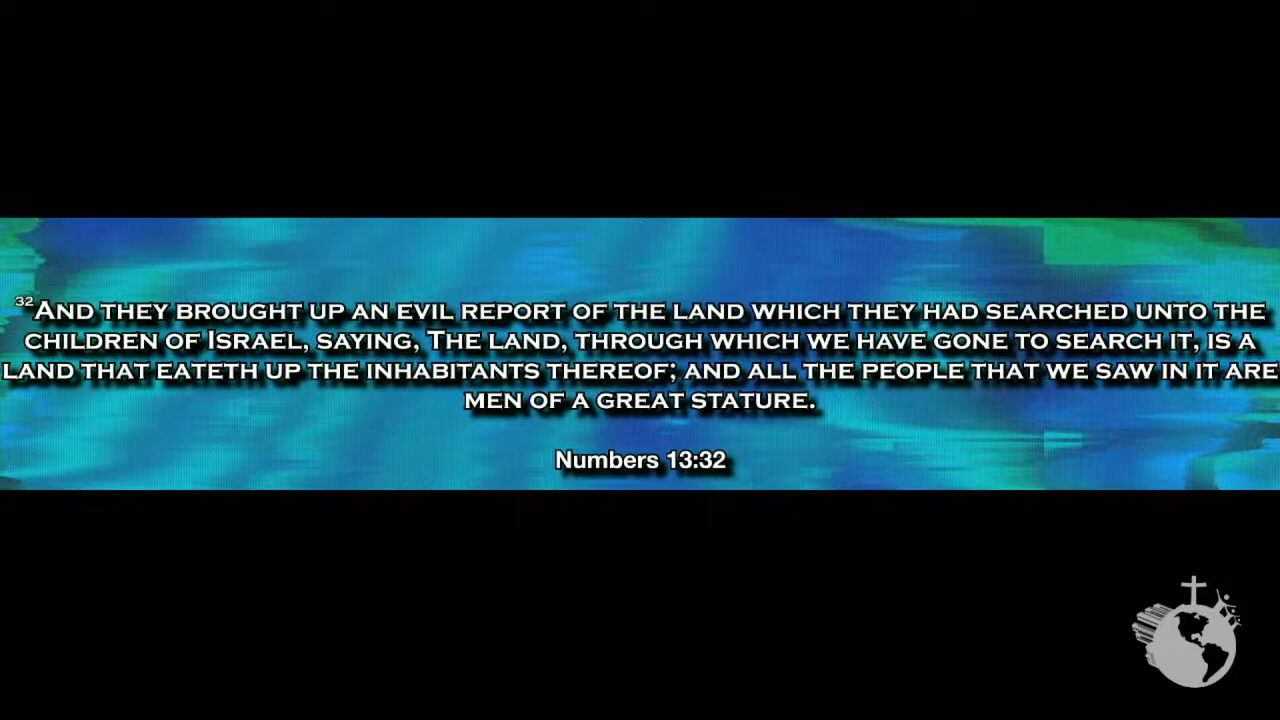 32And they brought up an evil report of the land which they had searched unto the
children of Israel, saying, The land, through which we have gone to search it, is a
land that eateth up the inhabitants thereof; and all the people that we saw in it are
men of a great stature.
Numbers 13:32